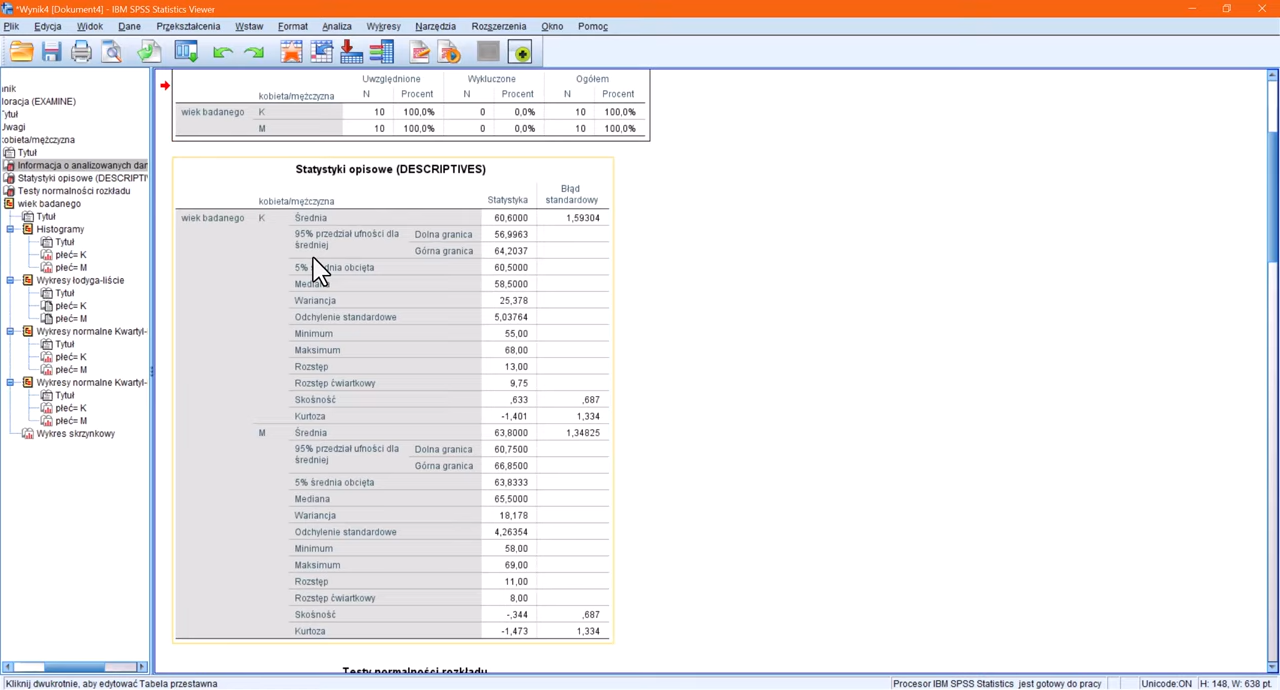 *Wynik4 [Dokument4] - IBM SPSS Statistics Viewer
Plik Edycja Widok Dane Przekształcenia Wstaw Format Analiza Wykresy Narzędzia Rozszerzenia Okno Pomoc
nik
loracja (EXAMINE)
Tytuł
Uwagi
kobieta/mężczyzna
Tytuł
Informacja o analizowanych dar
Statystyki opisowe (DESCRIPTI
Testy normalności rozkładu
wiek badanego
Tytuł
Histogramy
Tytuł
płeć= K
płeć= M
Wykresy łodyga-liście
Tytuł
płeć= K
płeć= M
Wykresy normalne Kwartyl-
Tytuł
płeć= K
płeć= M
Wykresy normalne Kwartyl-
Tytuł
płeć= K
płeć= M
Wykres skrzynkowy
Uwzględnione Wykluczone Ogółem
kobieta/mężczyzna N Procent N Procent N Procent
wiek badanego K 10 100,0% 0 0,0% 10 100,0%
M 10 100,0% 0 0,0% 10 100,0%
Statystyki opisowe (DESCRIPTIVES)
kobieta/mężczyzna Statystyka Błąd standardowy
wiek badanego K Średnia 60,6000 1,59304
95% przedział ufności dla średniej Dolna granica 56,9963
Górna granica 64,2037
5% średnia obcięta 60,5000
Mediana 58,5000
Wariancja 25,378
Odchylenie standardowe 5,03764
Minimum 55,00
Maksimum 68,00
Rozstęp 13,00
Rozstęp ćwiartkowy 9,75
Skośność ,633 ,687
Kurtoza -1,401 1,334
M Średnia 63,8000 1,34825
95% przedział ufności dla średniej Dolna granica 60,7500
Górna granica 66,8500
5% średnia obcięta 63,8333
Mediana 65,5000
Wariancja 18,178
Odchylenie standardowe 4,26354
Minimum 58,00
Maksimum 69,00
Rozstęp 11,00
Rozstęp ćwiartkowy 8,00
Skośność -,344 ,687
Kurtoza -1,473 1,334
Testy normalności rozkładu
Kliknij dwukrotnie, aby edytować Tabela przestawna
Procesor IBM SPSS Statistics jest gotowy do pracy Unicode:ON H: 148, W: 638 pt.